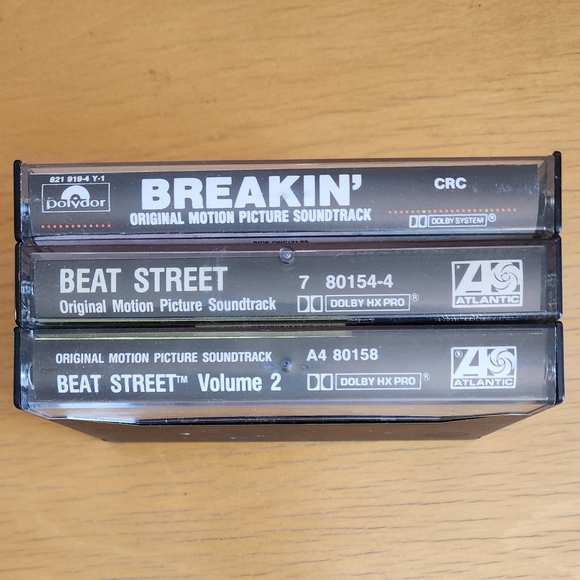 821 919-4 Y-1
polydor
BREAKIN'
ORIGINAL MOTION PICTURE SOUNDTRACK
CRC
DOLBY SYSTEM®
BEAT STREET
Original Motion Picture Soundtrack
7 80154-4
DOLBY HX PRO®
®
ATLANTIC
ORIGINAL MOTION PICTURE SOUNDTRACK
BEAT STREET™ Volume 2
A4 80158
DOLBY HX PRO®
®
ATLANTIC